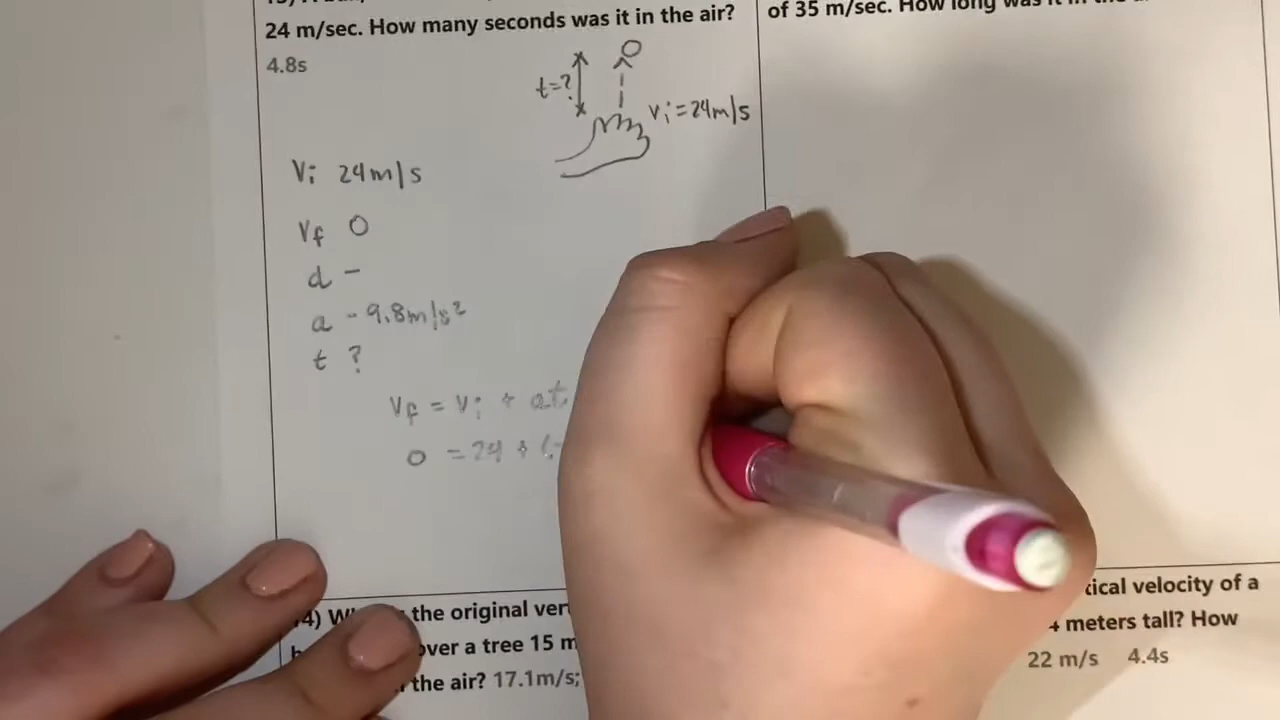 24 m/sec. How many seconds was it in the air?
4.8s
t=?
Vi=24m/s
Vi 24m/s
Vf 0
d -
a -9.8m/s²
t ?
Vf = Vi + at
0 = 24 + (-
of 35 m/sec. How long was it in the
4) the original
over a tree 15 m
the air? 17.1m/s;
tical velocity of a
4 meters tall? How
22 m/s 4.4s